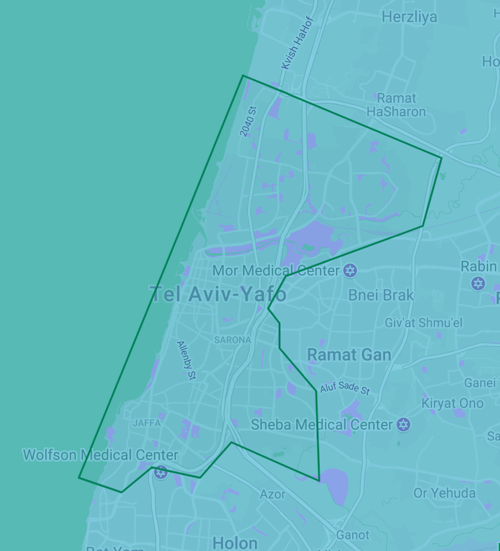 Herzliya
H
Kvish HaHof
Ho
Ramat
HaSharon
2040 St
Mor Medical Center
Rabin
Tel Aviv-Yafo
Bnei Brak
Giv'at Shmu'el
SARONA
Allenby St
Ramat Gan
Aluf Sade St
Ganei
Kiryat Ono
JAFFA
Sheba Medical Center
Sa
Wolfson Medical Center
Azor
Or Yehuda
Ganot
Holon
Bat Yam